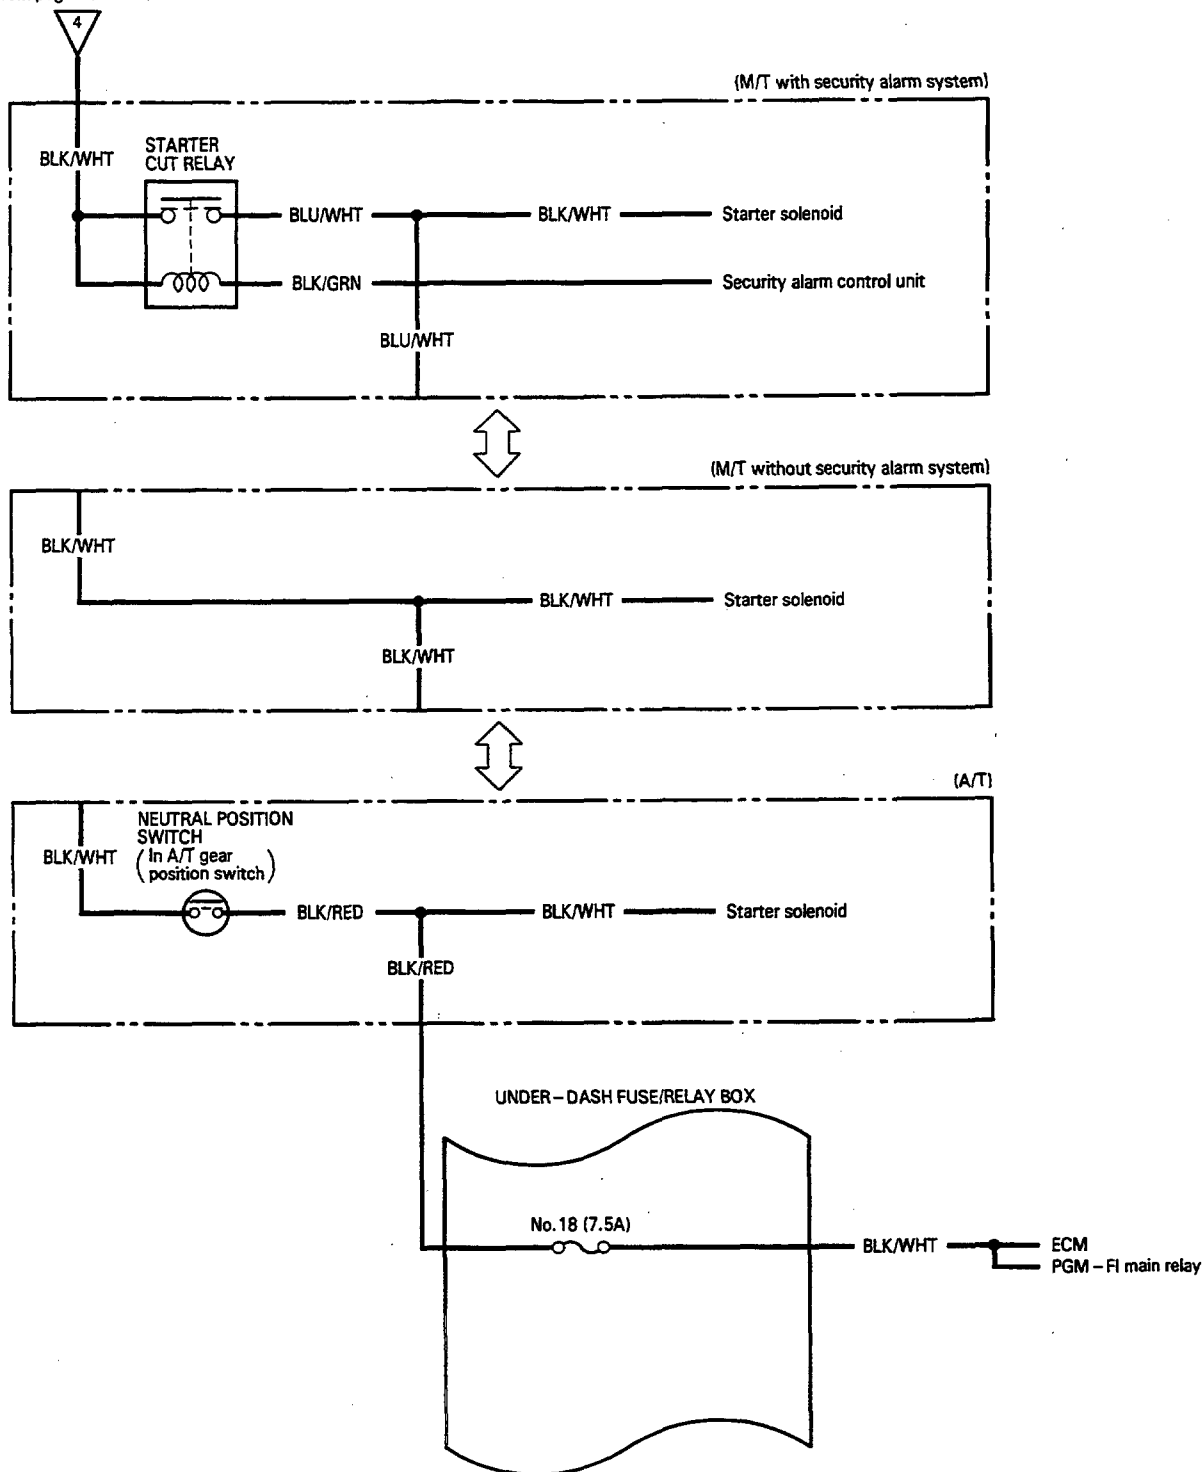 4
(M/T with security alarm system)
BLK/WHT
STARTER
CUT RELAY
BLU/WHT
BLK/WHT
Starter solenoid
BLK/GRN
Security alarm control unit
BLU/WHT
(M/T without security alarm system)
BLK/WHT
BLK/WHT
Starter solenoid
BLK/WHT
(A/T)
NEUTRAL POSITION
SWITCH
(In A/T gear
position switch)
BLK/WHT
BLK/RED
BLK/WHT
Starter solenoid
BLK/RED
UNDER-DASH FUSE/RELAY BOX
No.18 (7.5A)
BLK/WHT
ECM
PGM-FI main relay